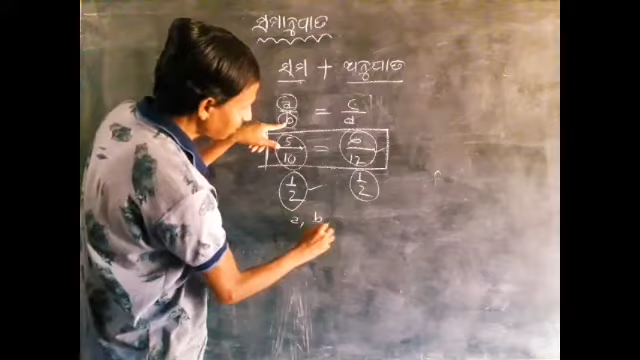 ସମାନୁପାତ
ସମ + ଅନୁପାତ
a/b = c/d
5/10 = 6/12
1/2 1/2
a, b